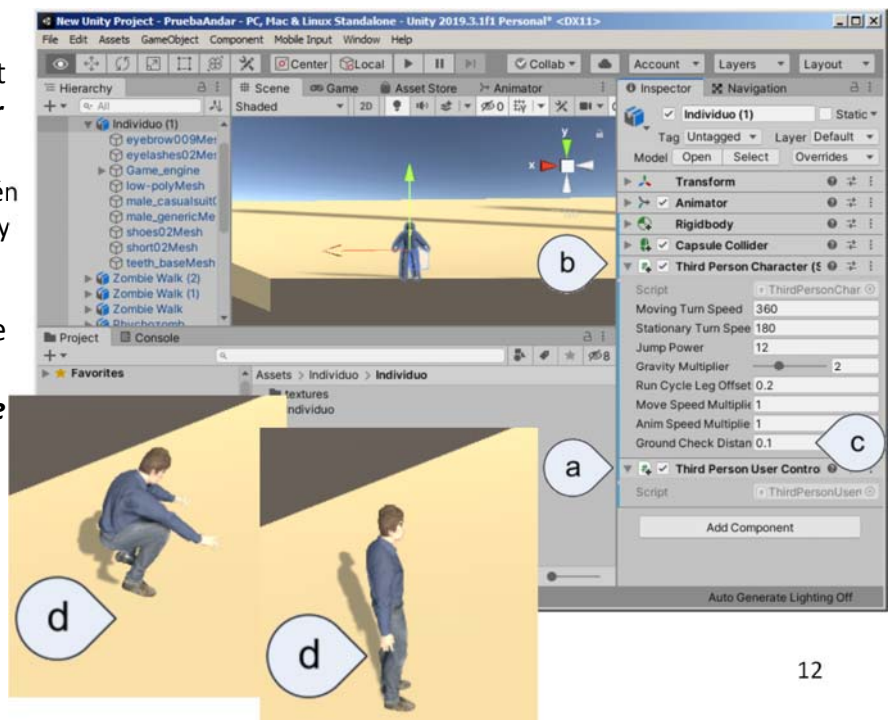 New Unity Project - PruebaAndar - PC, Mac & Linux Standalone - Unity 2019.3.1f1 Personal* <DX11>
File Edit Assets GameObject Component Mobile Input Window Help
Center Local Collab Account Layers Layout
Hierarchy
All
Individuo (1)
eyebrow009Mes
eyelashes02Mes
Game_engine
low-polyMesh
male_casualsuit0
male_genericMe
shoes02Mesh
short02Mesh
teeth_baseMesh
Zombie Walk (2)
Zombie Walk (1)
Zombie Walk
Scene Game Asset Store Animator
Shaded 2D 0
y
x
Project Console
8
Favorites
Assets > Individuo > Individuo
textures
ndividuo
Inspector Navigation
Individuo (1) Static
Tag Untagged Layer Default
Model Open Select Overrides
Transform
Animator
Rigidbody
Capsule Collider
b
Third Person Character (S
Script ThirdPersonChar
Moving Turn Speed 360
Stationary Turn Spee 180
Jump Power 12
Gravity Multiplier 2
Run Cycle Leg Offset 0.2
Move Speed Multiplie 1
Anim Speed Multiplie 1
Ground Check Distan 0.1
c
a
Third Person User Contro
Script ThirdPersonUser
Add Component
Auto Generate Lighting Off
d
d
t
r
én
y
e
e
12